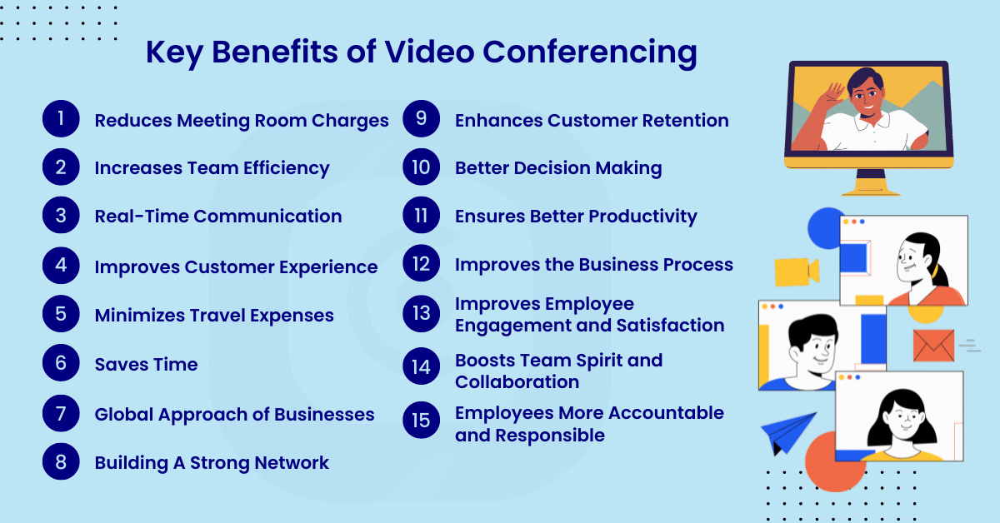 Key Benefits of Video Conferencing
1 Reduces Meeting Room Charges
2 Increases Team Efficiency
3 Real-Time Communication
4 Improves Customer Experience
5 Minimizes Travel Expenses
6 Saves Time
7 Global Approach of Businesses
8 Building A Strong Network
9 Enhances Customer Retention
10 Better Decision Making
11 Ensures Better Productivity
12 Improves the Business Process
13 Improves Employee
Engagement and Satisfaction
14 Boosts Team Spirit and
Collaboration
15 Employees More Accountable
and Responsible